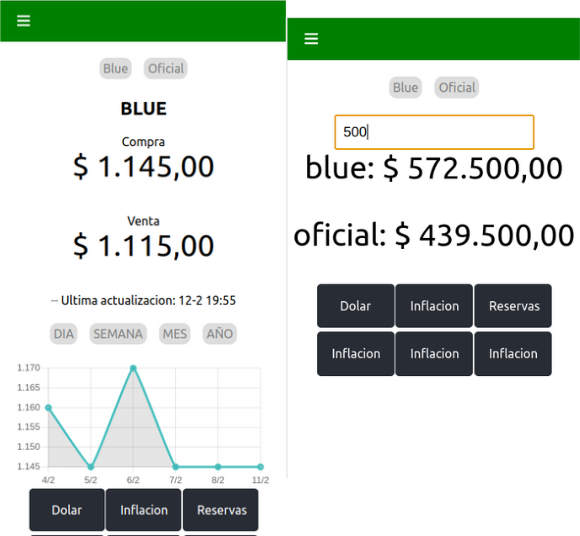 Blue Oficial
BLUE
Compra
$ 1.145,00
Venta
$ 1.115,00
-- Ultima actualizacion: 12-2 19:55
DIA SEMANA MES AÑO
1.170
1.165
1.160
1.155
1.150
1.145
4/2 5/2 6/2 7/2 8/2 11/2
Dolar Inflacion Reservas
Blue Oficial
500
blue: $ 572.500,00
oficial: $ 439.500,00
Dolar Inflacion Reservas
Inflacion Inflacion Inflacion